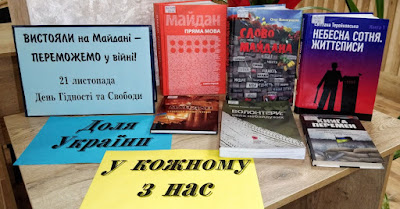 ВИСТОЯЛИ на Майдані –
ПЕРЕМОЖЕМО у війні!
21 листопада
День Гідності та Свободи
МАЙДАН
ПРЯМА МОВА
СЛОВО
МАЙДАНА
НЕБЕСНА СОТНЯ.
ЖИТТЄПИСИ
ВОЛОНТЕРИ
КНИГА
ПЕРЕМЕН
Доля
України
у кожному
з нас